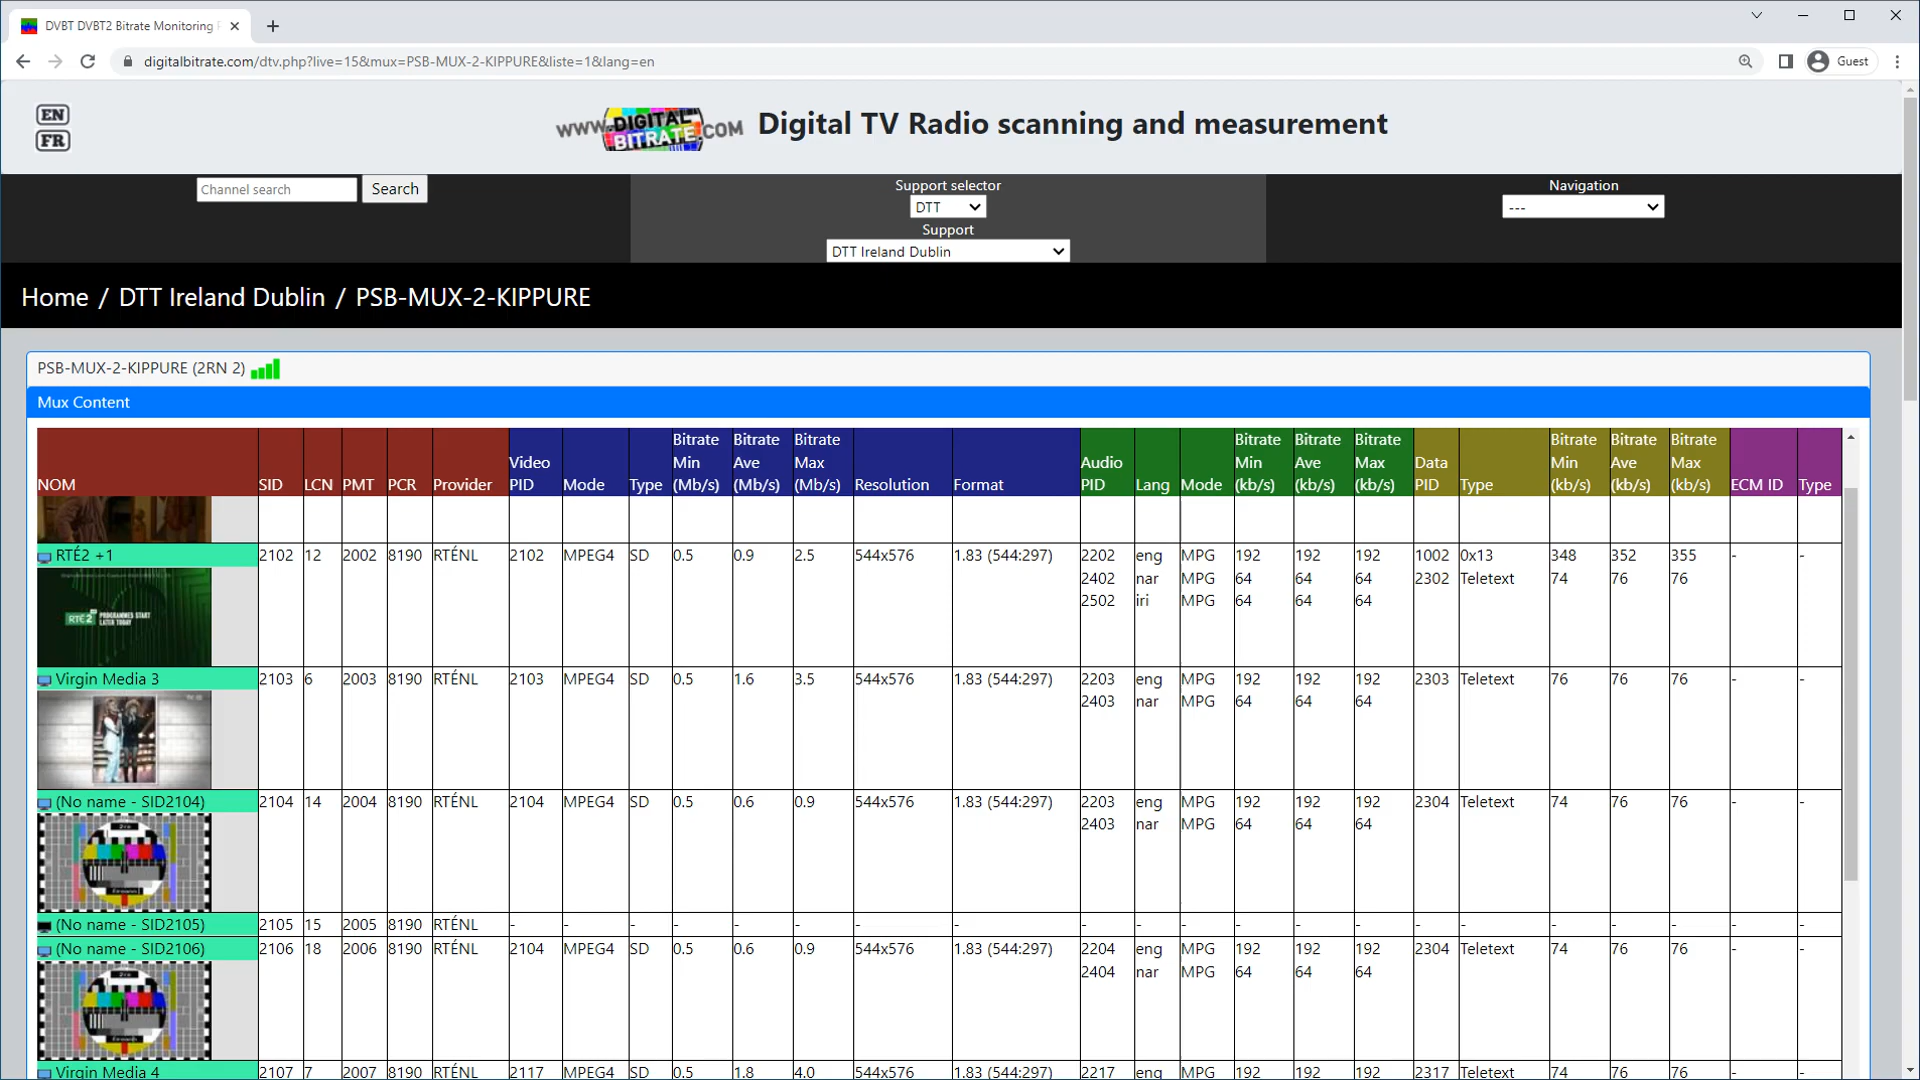 DVBT DVBT2 Bitrate Monitoring
digitalbitrate.com/dtv.php?live=15&mux=PSB-MUX-2-KIPPURE&liste=1&lang=en
Guest
EN
FR
WWW.DIGITAL BITRATE.COM
Digital TV Radio scanning and measurement
Channel search Search
Support selector
DTT
Support
DTT Ireland Dublin
Navigation
---
Home / DTT Ireland Dublin / PSB-MUX-2-KIPPURE
PSB-MUX-2-KIPPURE (2RN 2)
Mux Content
NOM SID LCN PMT PCR Provider Video PID Mode Type Bitrate Min (Mb/s) Bitrate Ave (Mb/s) Bitrate Max (Mb/s) Resolution Format Audio PID Lang Mode Bitrate Min (kb/s) Bitrate Ave (kb/s) Bitrate Max (kb/s) Data PID Type Bitrate Min (kb/s) Bitrate Ave (kb/s) Bitrate Max (kb/s) ECM ID Type
RTÉ2 +1 2102 12 2002 8190 RTÉNL 2102 MPEG4 SD 0.5 0.9 2.5 544x576 1.83 (544:297) 2202 eng MPG 192 192 192 1002 0x13 348 352 355 - -
2402 nar MPG 64 64 64 2302 Teletext 74 76 76
2502 iri MPG 64 64 64
RTÉ2 PROGRAMMES START
LATER TODAY
Virgin Media 3 2103 6 2003 8190 RTÉNL 2103 MPEG4 SD 0.5 1.6 3.5 544x576 1.83 (544:297) 2203 eng MPG 192 192 192 2303 Teletext 76 76 76 - -
2403 nar MPG 64 64 64
(No name - SID2104) 2104 14 2004 8190 RTÉNL 2104 MPEG4 SD 0.5 0.6 0.9 544x576 1.83 (544:297) 2203 eng MPG 192 192 192 2304 Teletext 74 76 76 - -
2403 nar MPG 64 64 64
(No name - SID2105) 2105 15 2005 8190 RTÉNL - - - - - - - - - - - - - - - - - - - - -
(No name - SID2106) 2106 18 2006 8190 RTÉNL 2104 MPEG4 SD 0.5 0.6 0.9 544x576 1.83 (544:297) 2204 eng MPG 192 192 192 2304 Teletext 74 76 76 - -
2404 nar MPG 64 64 64
Virgin Media 4 2107 7 2007 8190 RTÉNL 2117 MPEG4 SD 0.5 1.8 4.0 544x576 1.83 (544:297) 2217 eng MPG 192 192 192 2317 Teletext 74 76 76 - -